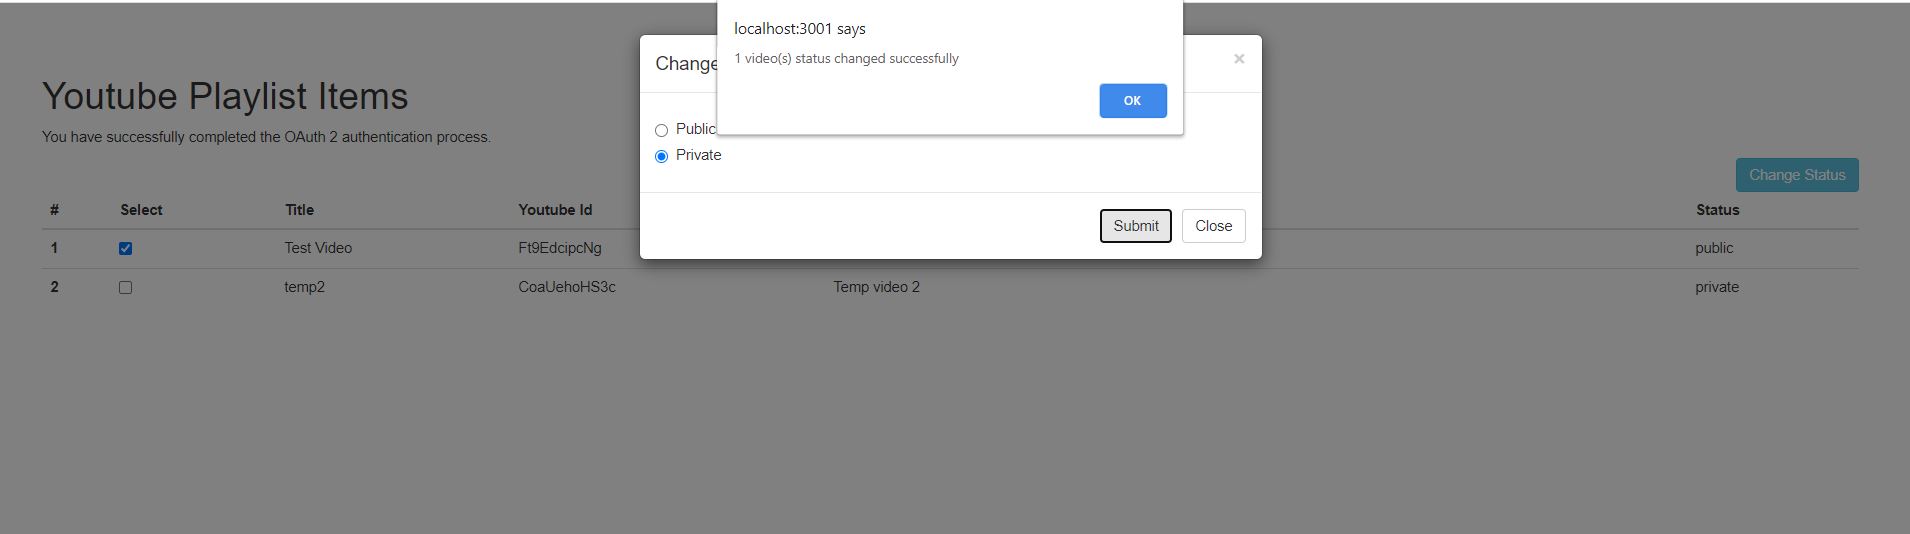 localhost:3001 says
1 video(s) status changed successfully
OK
Change
×
Public
Private
Submit
Close
Youtube Playlist Items
You have successfully completed the OAuth 2 authentication process.
Change Status
# Select Title Youtube Id Status
1 Test Video Ft9EdcipcNg public
2 temp2 CoaUehoHS3c Temp video 2 private